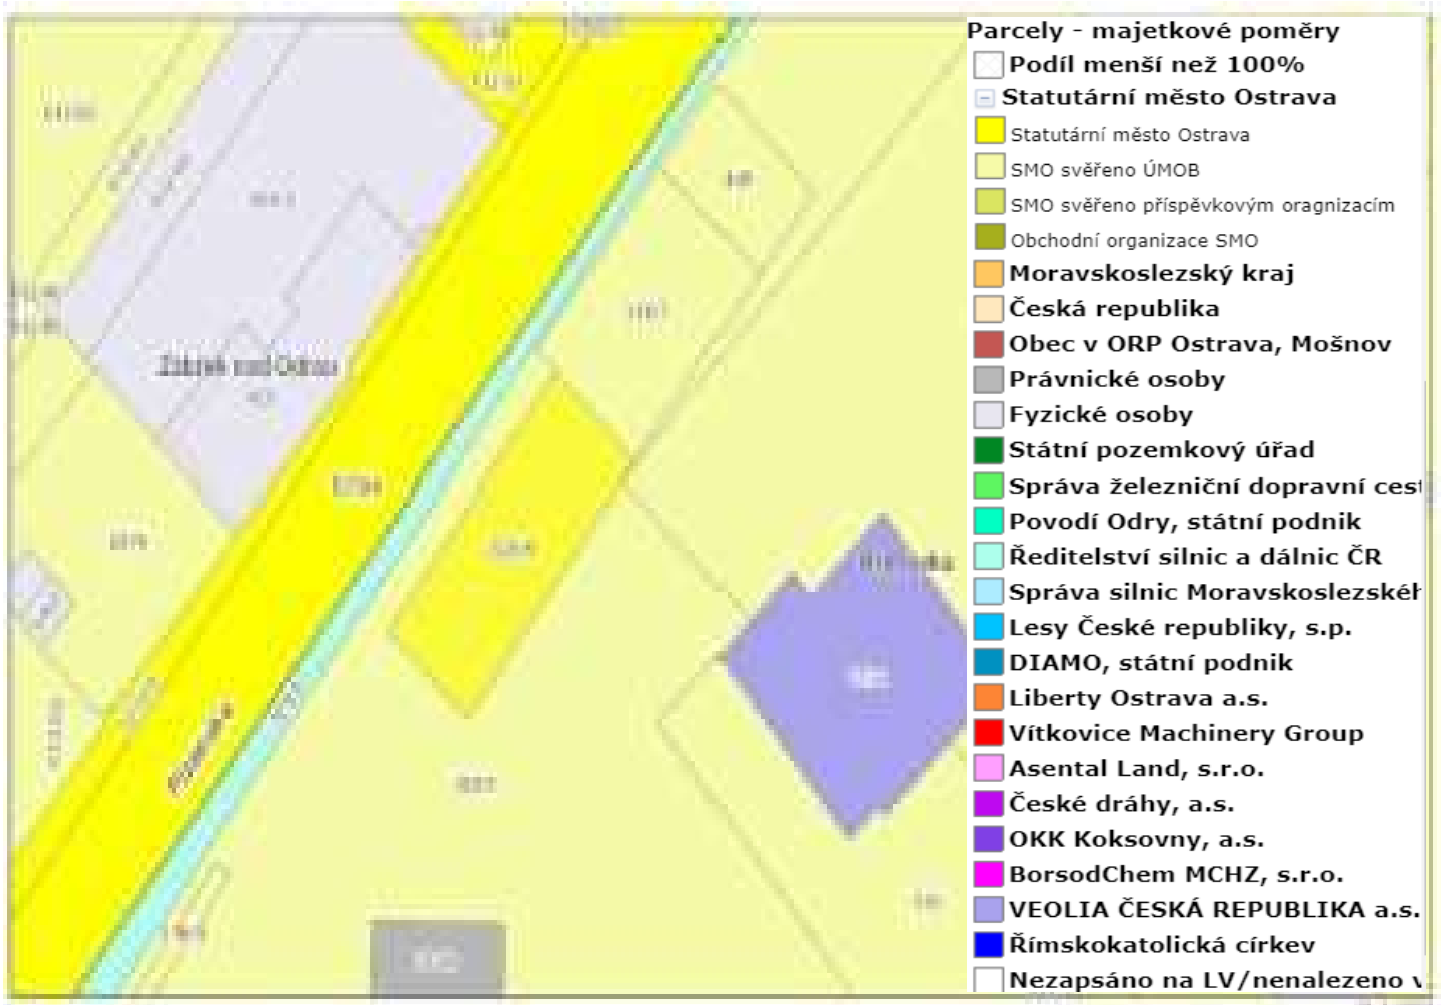 Parcely - majetkové poměry
Podíl menší než 100%
Statutární město Ostrava
Statutární město Ostrava
SMO svěřeno ÚMOB
SMO svěřeno příspěvkovým oragnizacím
Obchodní organizace SMO
Moravskoslezský kraj
Česká republika
Obec v ORP Ostrava, Mošnov
Právnické osoby
Fyzické osoby
Státní pozemkový úřad
Správa železniční dopravní cest
Povodí Odry, státní podnik
Ředitelství silnic a dálnic ČR
Správa silnic Moravskoslezskéh
Lesy České republiky, s.p.
DIAMO, státní podnik
Liberty Ostrava a.s.
Vítkovice Machinery Group
Asental Land, s.r.o.
České dráhy, a.s.
OKK Koksovny, a.s.
BorsodChem MCHZ, s.r.o.
VEOLIA ČESKÁ REPUBLIKA a.s.
Římskokatolická církev
Nezapsáno na LV/nenalezeno v
nad Odrou